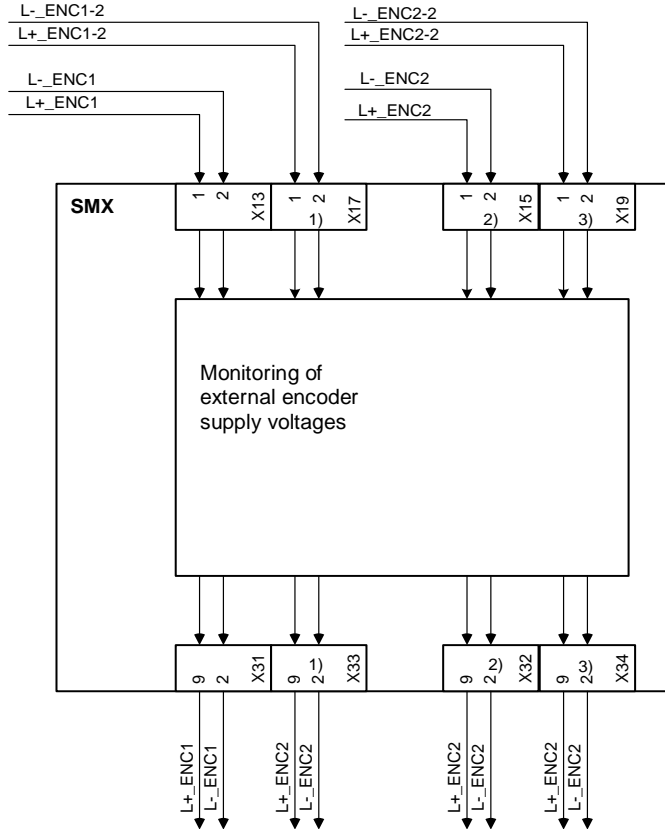 L-_ENC1-2
L+_ENC1-2
L-_ENC2-2
L+_ENC2-2
L-_ENC1
L+_ENC1
L-_ENC2
L+_ENC2
SMX
1 2 X13
1 2 1) X17
1 2 2) X15
1 2 3) X19
Monitoring of
external encoder
supply voltages
9 2 X31
9 2 1) X33
9 2 2) X32
9 2 3) X34
L+_ENC1
L-_ENC1
L+_ENC2
L-_ENC2
L+_ENC2
L-_ENC2
L+_ENC2
L-_ENC2